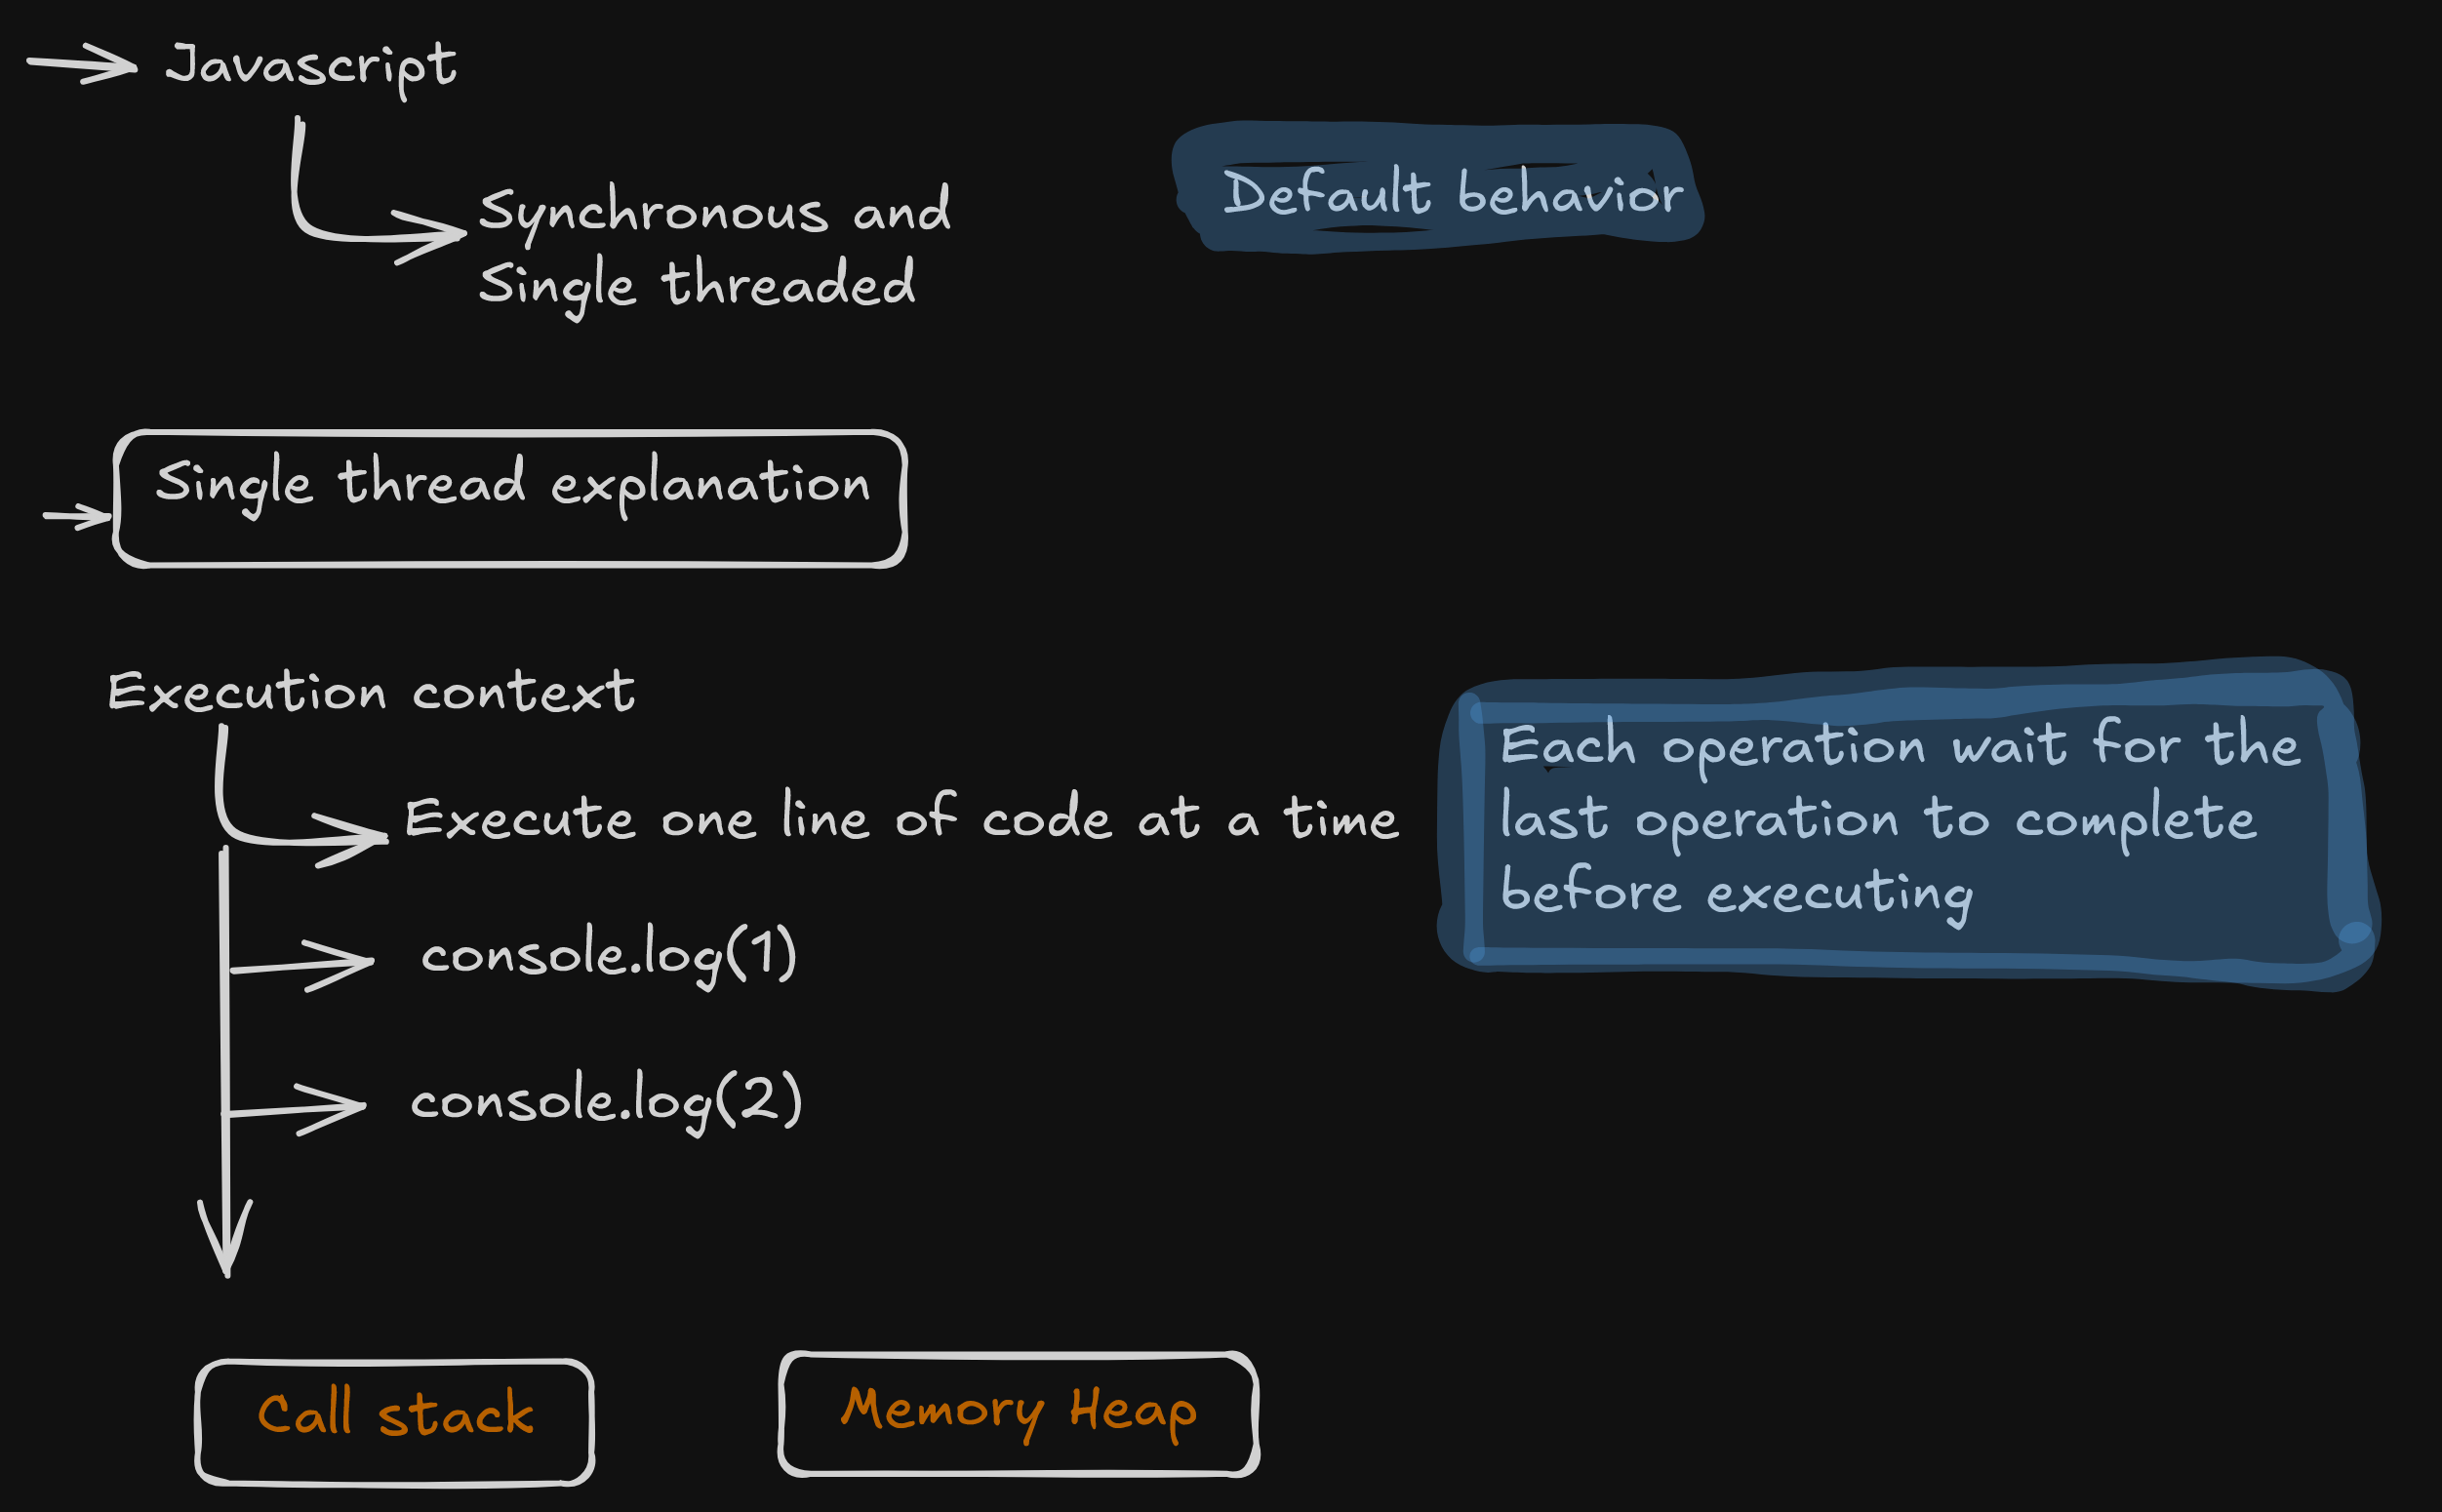 Javascript
Synchronous and
Single threaded
Default behavior
Single thread explanation
Execution context
Execute one line of code at a time
console.log(1)
console.log(2)
Each operation wait for the
last operation to complete
before executing
Call stack
Memory Heap